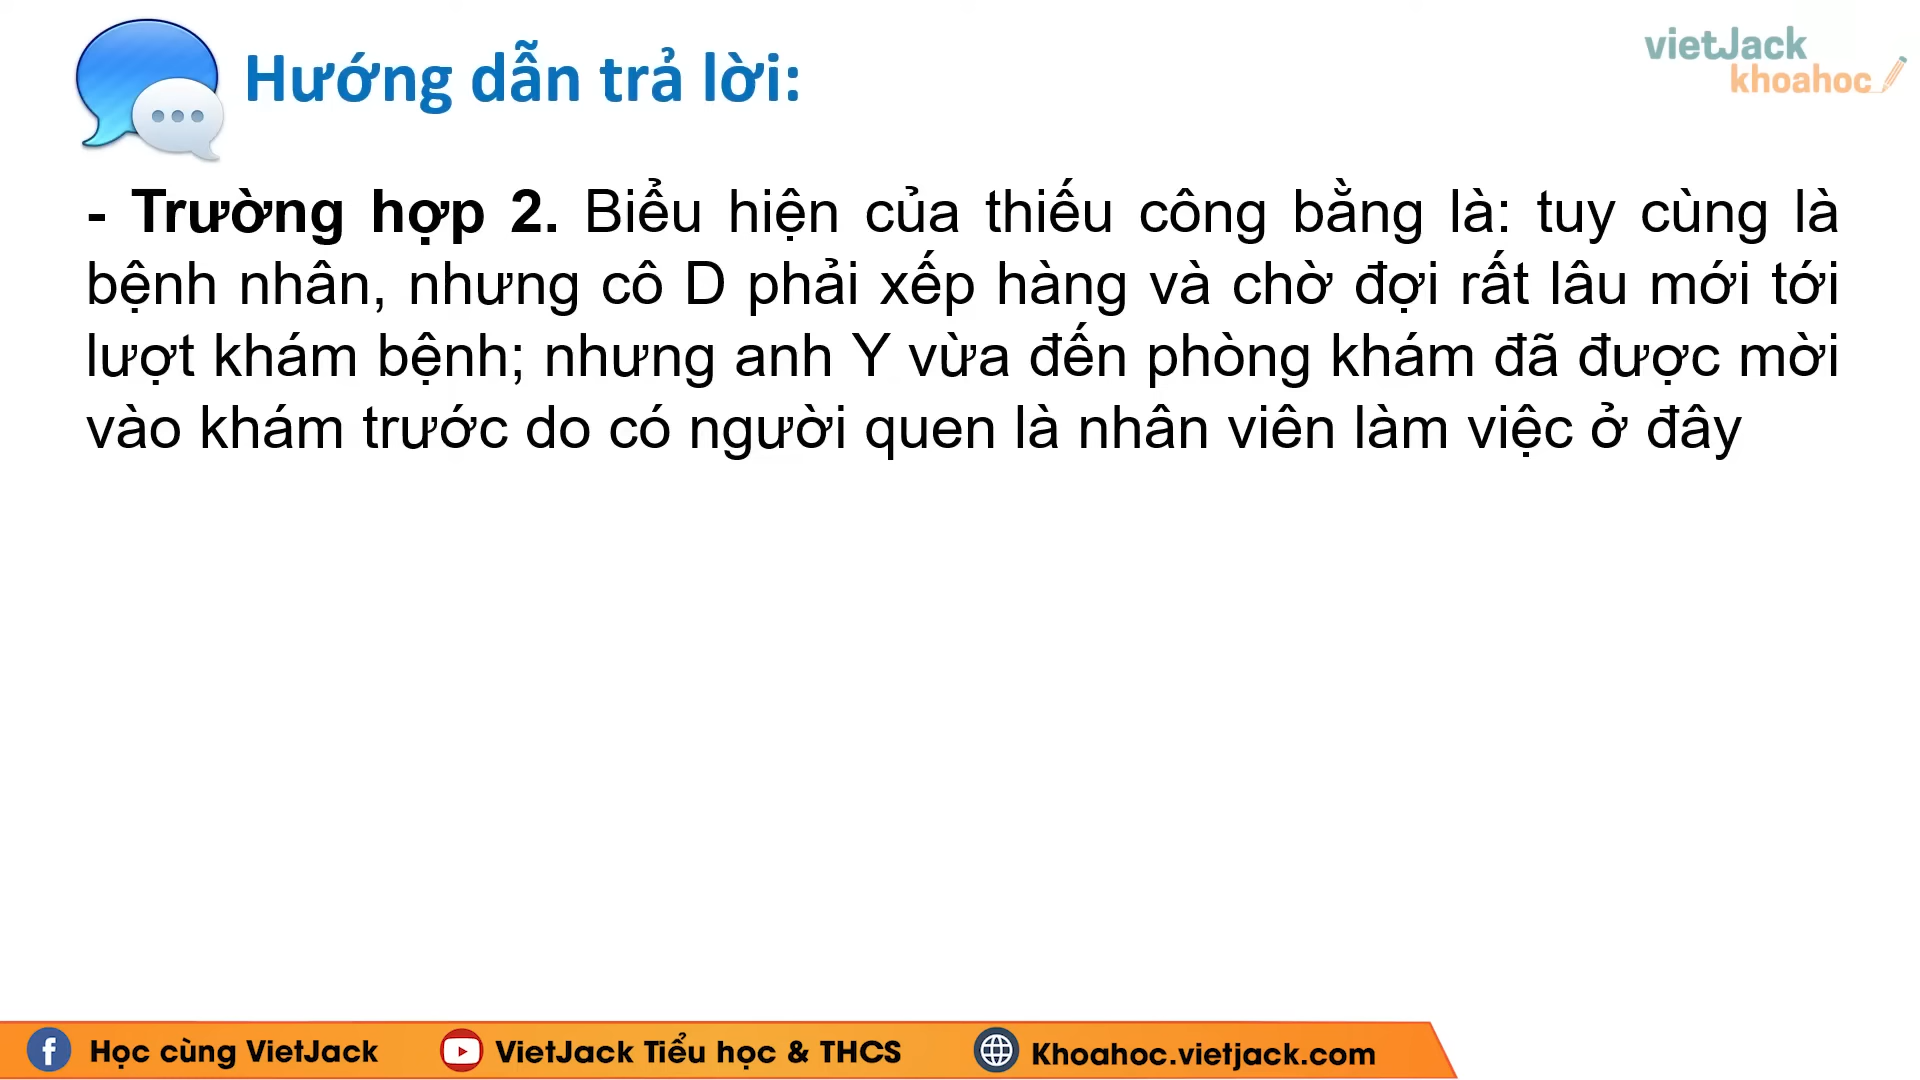 Hướng dẫn trả lời:
vietJack
khoahoc
- Trường hợp 2. Biểu hiện của thiếu công bằng là: tuy cùng là
bệnh nhân, nhưng cô D phải xếp hàng và chờ đợi rất lâu mới tới
lượt khám bệnh; nhưng anh Y vừa đến phòng khám đã được mời
vào khám trước do có người quen là nhân viên làm việc ở đây
Học cùng VietJack
VietJack Tiểu học & THCS
Khoahoc.vietjack.com